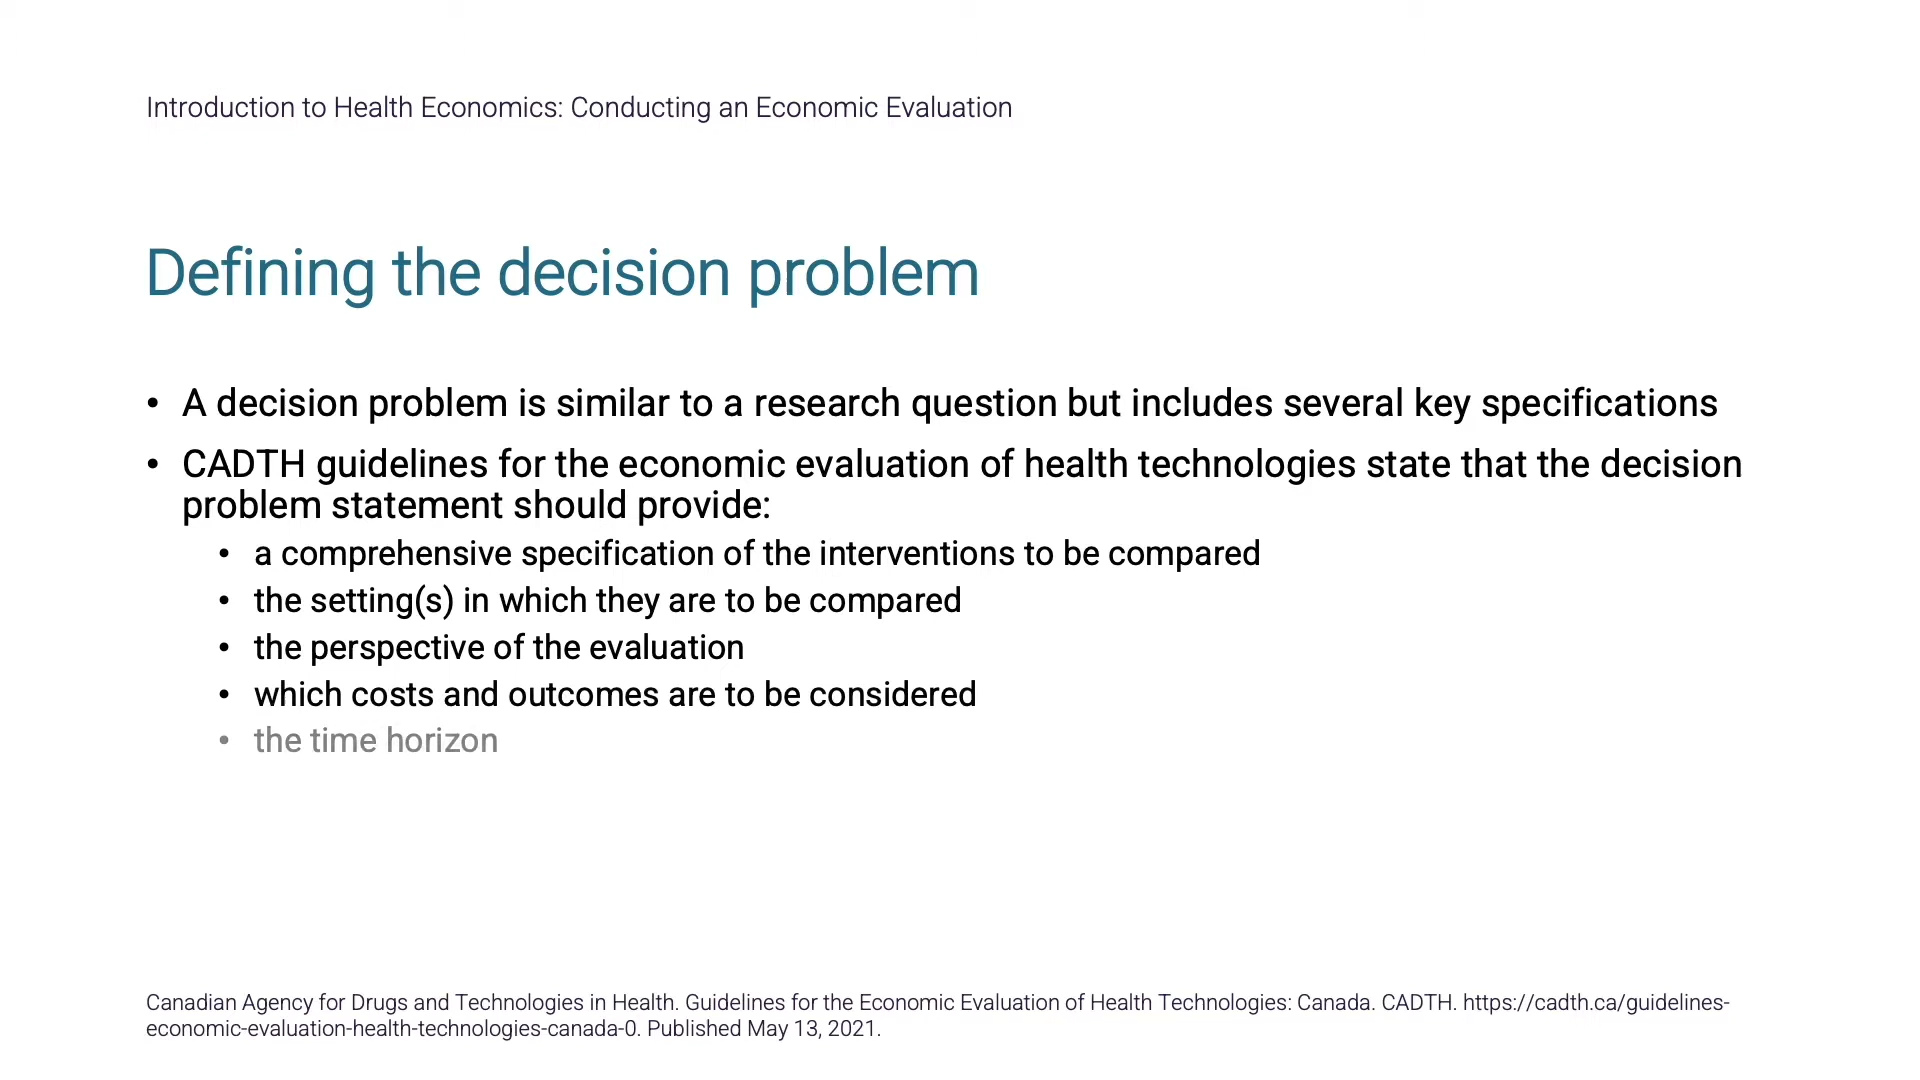 Introduction to Health Economics: Conducting an Economic Evaluation
Defining the decision problem
• A decision problem is similar to a research question but includes several key specifications
• CADTH guidelines for the economic evaluation of health technologies state that the decision
problem statement should provide:
• a comprehensive specification of the interventions to be compared
• the setting(s) in which they are to be compared
• the perspective of the evaluation
• which costs and outcomes are to be considered
• the time horizon
Canadian Agency for Drugs and Technologies in Health. Guidelines for the Economic Evaluation of Health Technologies: Canada. CADTH. https://cadth.ca/guidelines-
economic-evaluation-health-technologies-canada-0. Published May 13, 2021.